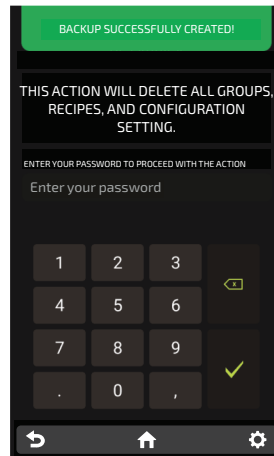 BACKUP SUCCESSFULLY CREATED!
THIS ACTION WILL DELETE ALL GROUPS,
RECIPES, AND CONFIGURATION
SETTING.
ENTER YOUR PASSWORD TO PROCEED WITH THE ACTION
Enter your password
1 2 3
4 5 6
7 8 9
. 0 ,